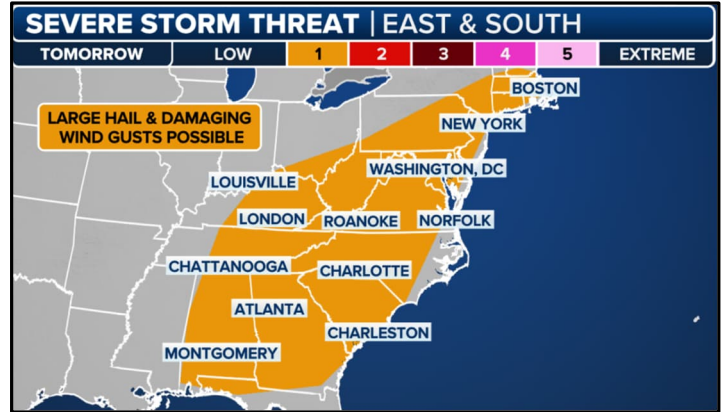 SEVERE STORM THREAT | EAST & SOUTH
TOMORROW LOW 1 2 3 4 5 EXTREME
LARGE HAIL & DAMAGING
WIND GUSTS POSSIBLE
BOSTON
NEW YORK
WASHINGTON, DC
LOUISVILLE
LONDON
ROANOKE
NORFOLK
CHATTANOOGA
CHARLOTTE
ATLANTA
CHARLESTON
MONTGOMERY